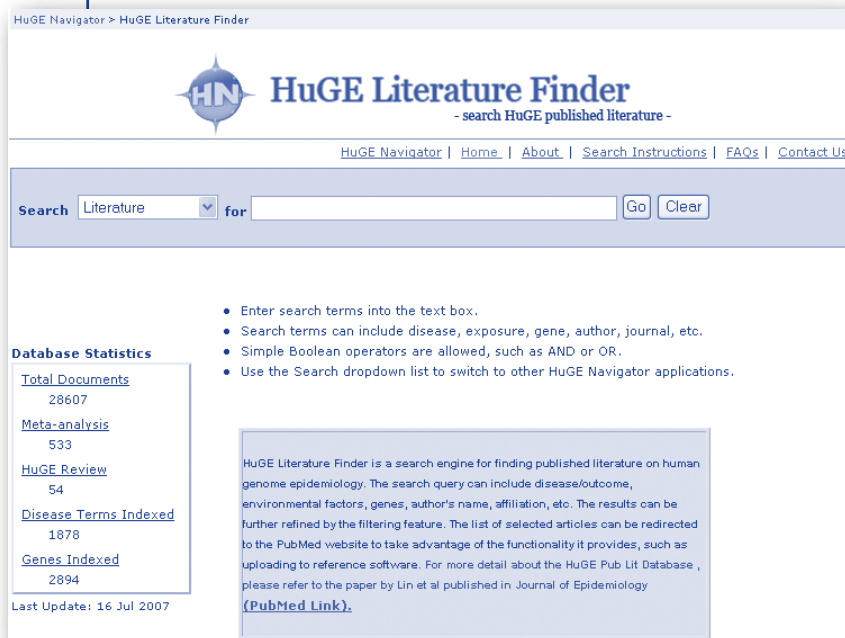 HuGE Navigator > HuGE Literature Finder
HN
HuGE Literature Finder
- search HuGE published literature -
HuGE Navigator | Home | About | Search Instructions | FAQs | Contact Us
Search Literature for Go Clear
• Enter search terms into the text box.
• Search terms can include disease, exposure, gene, author, journal, etc.
• Simple Boolean operators are allowed, such as AND or OR.
• Use the Search dropdown list to switch to other HuGE Navigator applications.
Database Statistics
Total Documents
28607
Meta-analysis
533
HuGE Review
54
Disease Terms Indexed
1878
Genes Indexed
2894
Last Update: 16 Jul 2007
HuGE Literature Finder is a search engine for finding published literature on human
genome epidemiology. The search query can include disease/outcome,
environmental factors, genes, author's name, affiliation, etc. The results can be
further refined by the filtering feature. The list of selected articles can be redirected
to the PubMed website to take advantage of the functionality it provides, such as
uploading to reference software. For more detail about the HuGE Pub Lit Database ,
please refer to the paper by Lin et al published in Journal of Epidemiology
(PubMed Link).